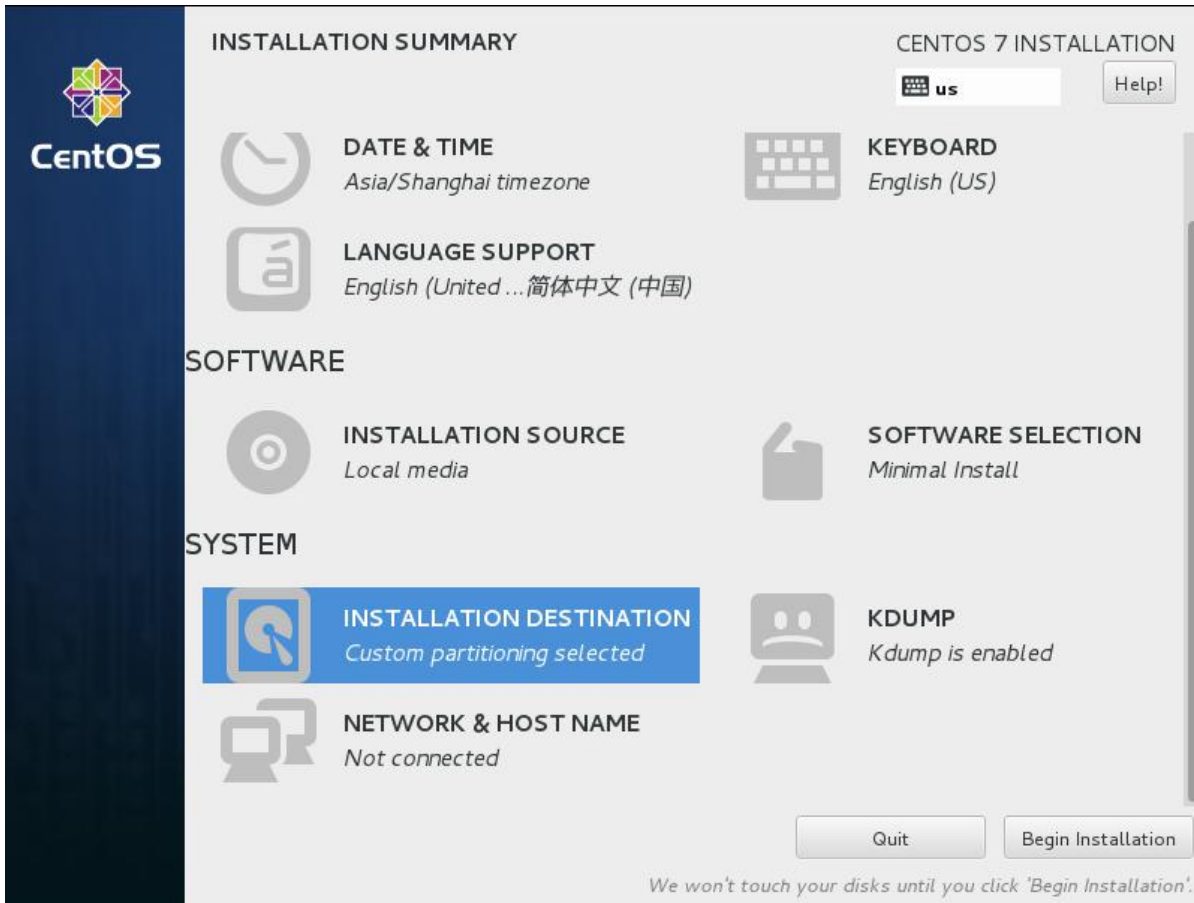 INSTALLATION SUMMARY
CENTOS 7 INSTALLATION
us
Help!
CentOS
DATE & TIME
Asia/Shanghai timezone
KEYBOARD
English (US)
LANGUAGE SUPPORT
English (United ...简体中文 (中国)
SOFTWARE
INSTALLATION SOURCE
Local media
SOFTWARE SELECTION
Minimal Install
SYSTEM
INSTALLATION DESTINATION
Custom partitioning selected
KDUMP
Kdump is enabled
NETWORK & HOST NAME
Not connected
Quit
Begin Installation
We won't touch your disks until you click 'Begin Installation'.